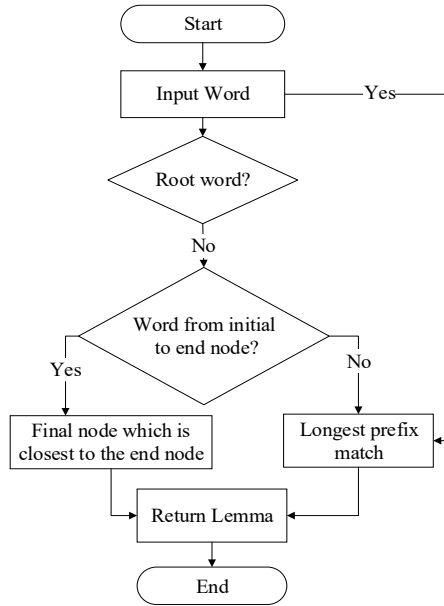 Start
Input Word
Yes
Root word?
No
Word from initial
to end node?
Yes
No
Final node which is
closest to the end node
Longest prefix
match
Return Lemma
End